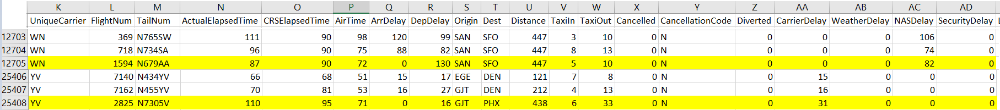 K L M N O P Q R S T U V W X Y Z AA AB AC AD
UniqueCarrier FlightNum TailNum ActualElapsedTime CRSElapsedTime AirTime ArrDelay DepDelay Origin Dest Distance TaxiIn TaxiOut Cancelled CancellationCode Diverted CarrierDelay WeatherDelay NASDelay SecurityDelay
12703 WN 369 N765SW 111 90 98 120 99 SAN SFO 447 3 10 0 N 0 0 0 106 0
12704 WN 718 N734SA 96 90 75 88 82 SAN SFO 447 8 13 0 N 0 0 0 74 0
12705 WN 1594 N679AA 87 90 72 0 130 SAN SFO 447 5 10 0 N 0 0 0 82 0
25406 YV 7140 N434YV 66 68 51 15 17 EGE DEN 121 7 8 0 N 0 15 0 0 0
25407 YV 7162 N455YV 70 81 53 16 27 GJT DEN 212 4 13 0 N 0 16 0 0 0
25408 YV 2825 N7305V 110 95 71 0 16 GJT PHX 438 6 33 0 N 0 31 0 0 0